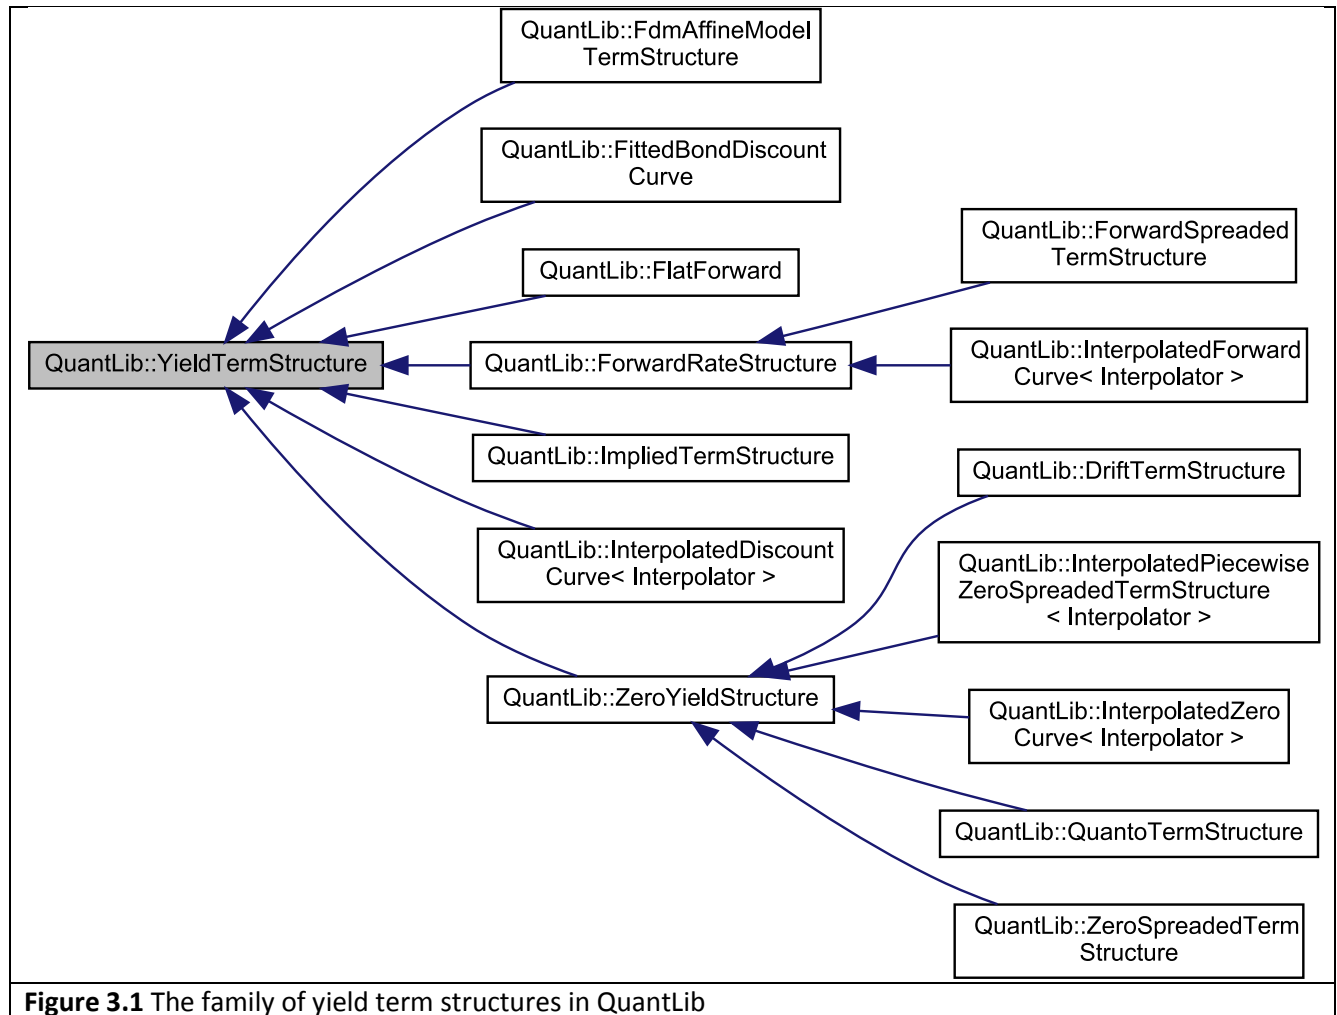 QuantLib::FdmAffineModel
TermStructure
QuantLib::FittedBondDiscount
Curve
QuantLib::ForwardSpreaded
TermStructure
QuantLib::FlatForward
QuantLib::YieldTermStructure
QuantLib::ForwardRateStructure
QuantLib::InterpolatedForward
Curve< Interpolator >
QuantLib::ImpliedTermStructure
QuantLib::DriftTermStructure
QuantLib::InterpolatedDiscount
Curve< Interpolator >
QuantLib::InterpolatedPiecewise
ZeroSpreadedTermStructure
< Interpolator >
QuantLib::ZeroYieldStructure
QuantLib::InterpolatedZero
Curve< Interpolator >
QuantLib::QuantoTermStructure
QuantLib::ZeroSpreadedTerm
Structure
Figure 3.1 The family of yield term structures in QuantLib